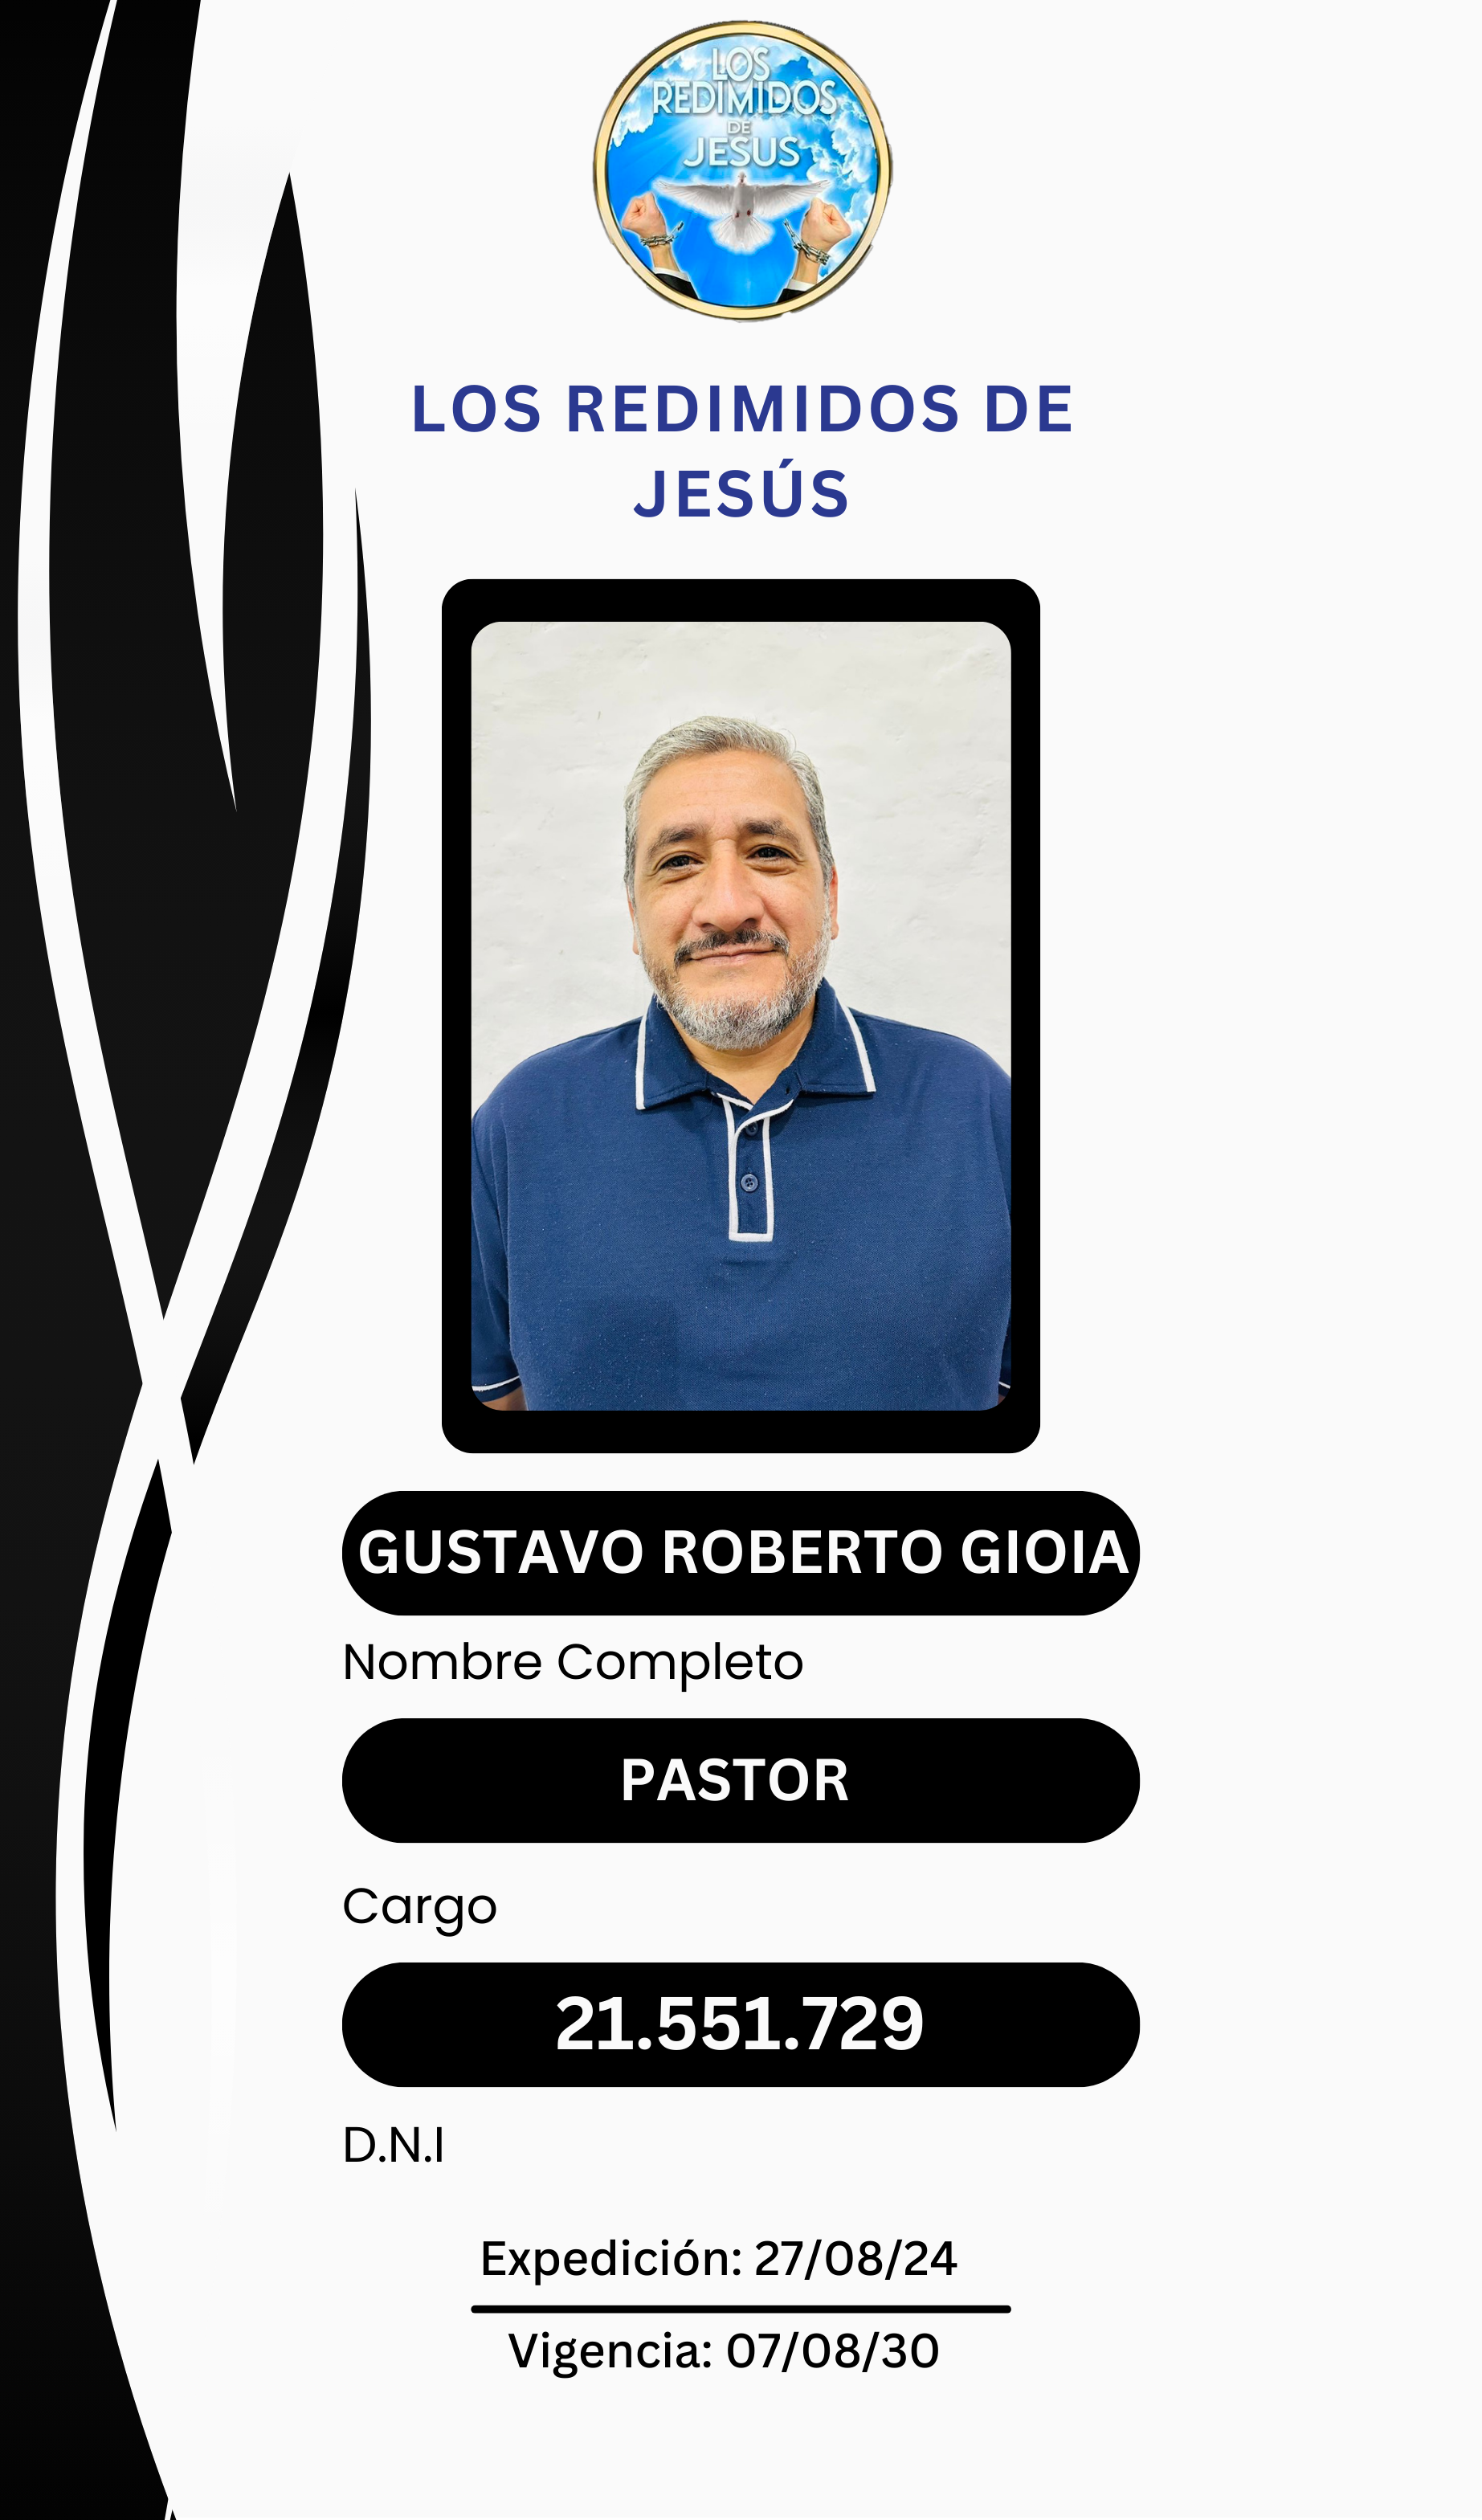 LOS
REDIMIDOS
DE
JESUS
LOS REDIMIDOS DE
JESÚS
GUSTAVO ROBERTO GIOIA
Nombre Completo
PASTOR
Cargo
21.551.729
D.N.I
Expedición: 27/08/24
Vigencia: 07/08/30